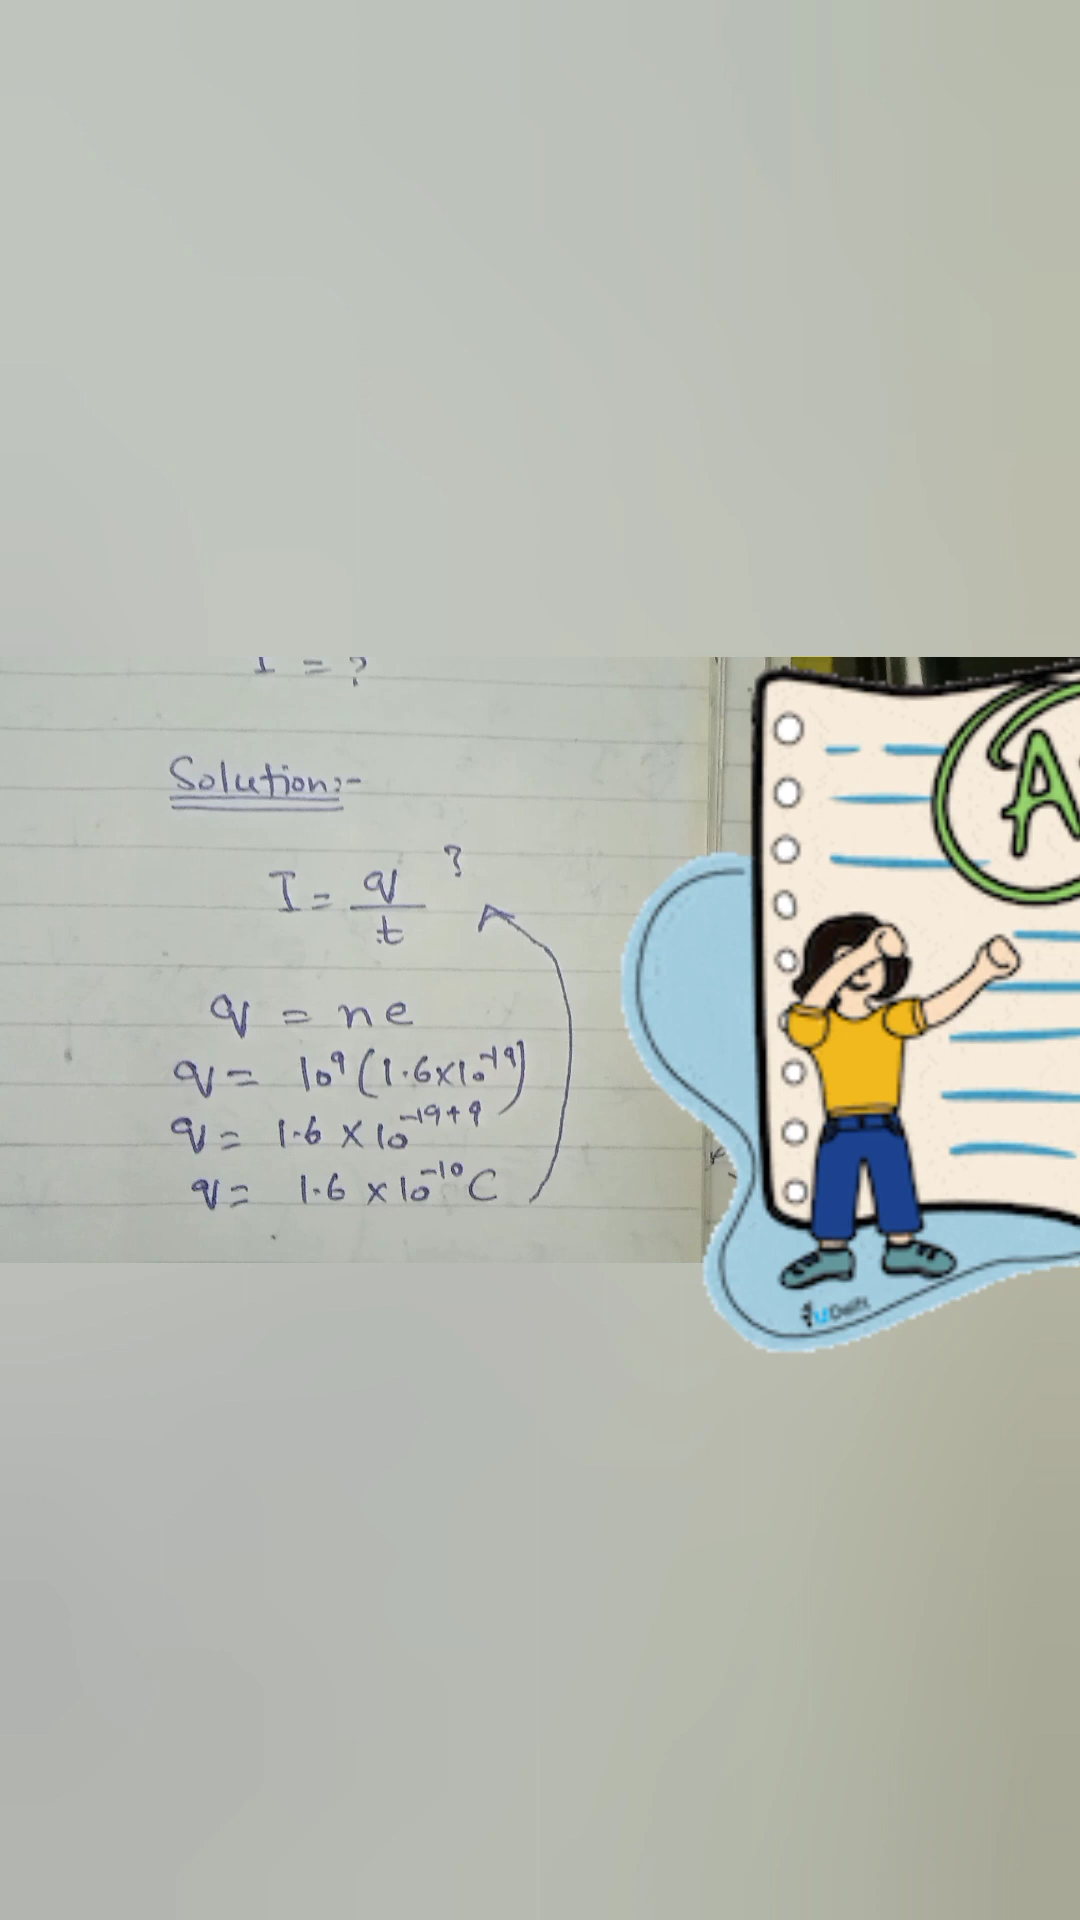 I = ?
Solution:-
I = q/t ?
q = ne
q = 10⁹ (1.6×10⁻¹⁹)
q = 1.6 × 10⁻¹⁹⁺⁹
q = 1.6 × 10⁻¹⁰ C
A